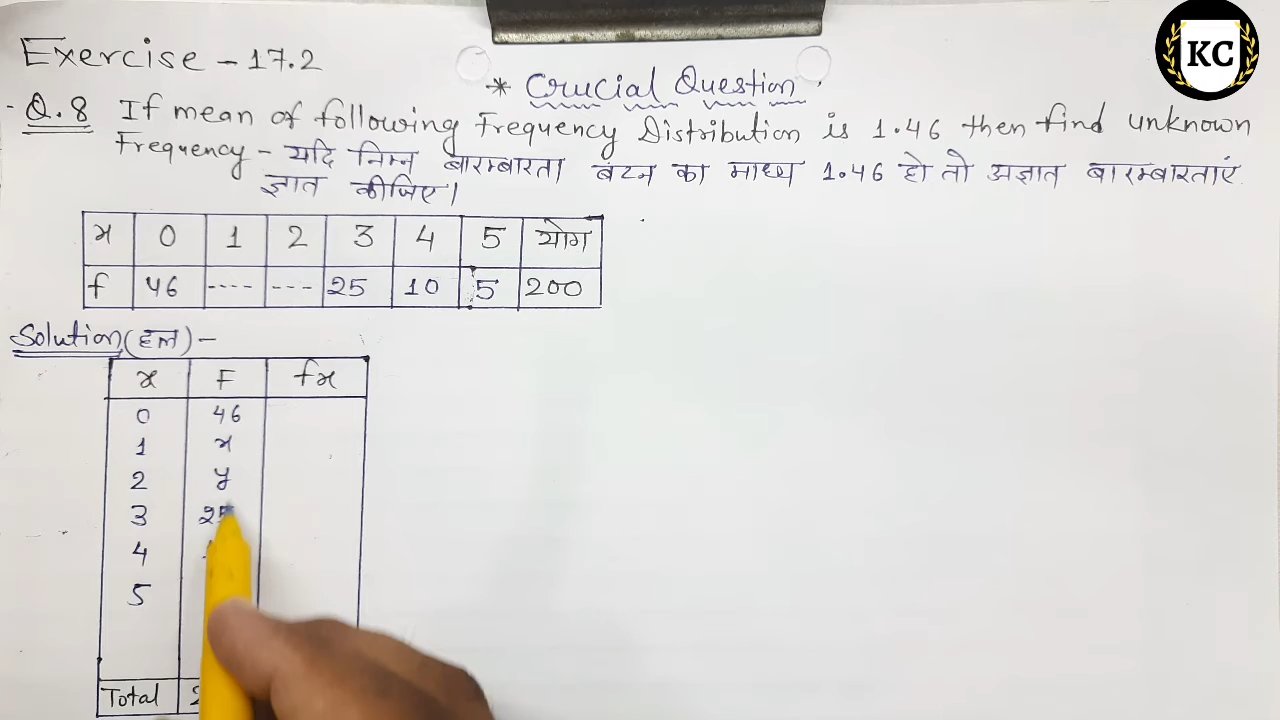 Exercise - 17.2
KC
* Crucial Question.
Q.8 If mean of following Frequency Distribution is 1.46 then find unknown
Frequency - यदि निम्न बारम्बारता बंटन का माध्य 1.46 हो तो अज्ञात बारम्बारताएं
ज्ञात कीजिए।
x 0 1 2 3 4 5 योग
f 46 ---- --- 25 10 5 200
Solution (हल) -
x F fx
0 46
1 x
2 y
3 25
4
5
Total